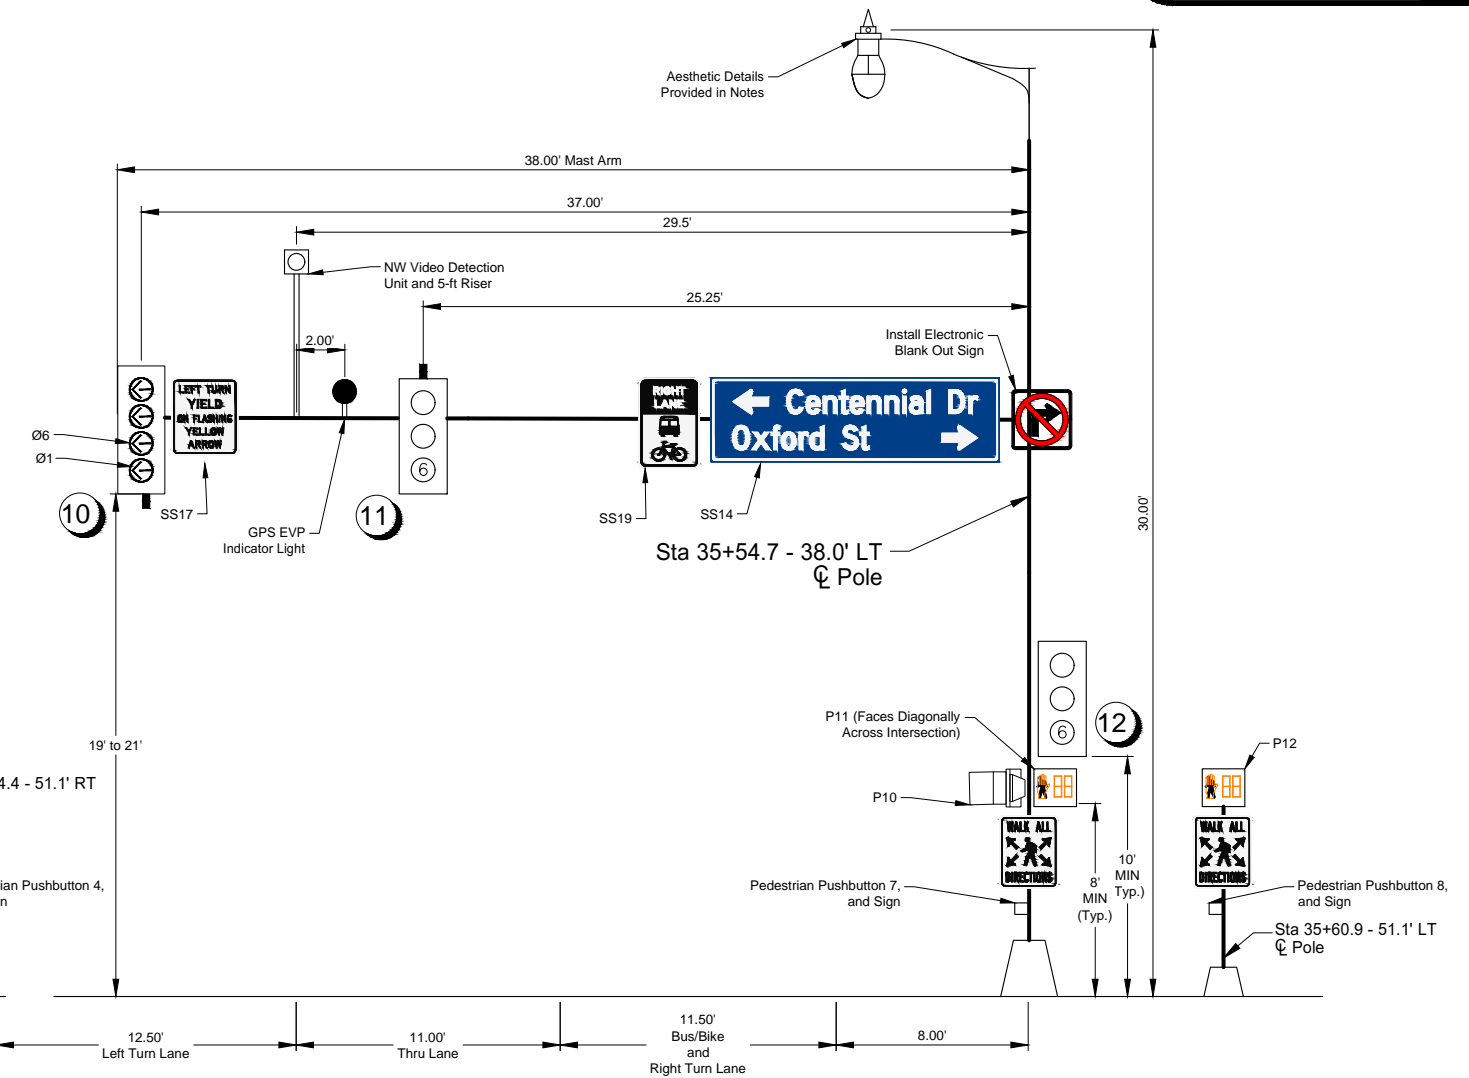 Aesthetic Details
Provided in Notes
38.00' Mast Arm
37.00'
29.5'
NW Video Detection
Unit and 5-ft Riser
25.25'
2.00'
Install Electronic
Blank Out Sign
LEFT TURN
YIELD
ON FLASHING
YELLOW
ARROW
RIGHT
LANE
Centennial Dr
Oxford St
Ø6
Ø1
6
10
SS17
11
GPS EVP
Indicator Light
SS19
SS14
30.00'
Sta 35+54.7 - 38.0' LT
℄ Pole
19' to 21'
6
12
P11 (Faces Diagonally
Across Intersection)
P12
P10
4.4 - 51.1' RT
WALK ALL
DIRECTIONS
WALK ALL
DIRECTIONS
8'
MIN
(Typ.)
10'
MIN
Typ.)
ian Pushbutton 4,
n
Pedestrian Pushbutton 7,
and Sign
Pedestrian Pushbutton 8,
and Sign
Sta 35+60.9 - 51.1' LT
℄ Pole
12.50'
Left Turn Lane
11.00'
Thru Lane
11.50'
Bus/Bike
and
Right Turn Lane
8.00'